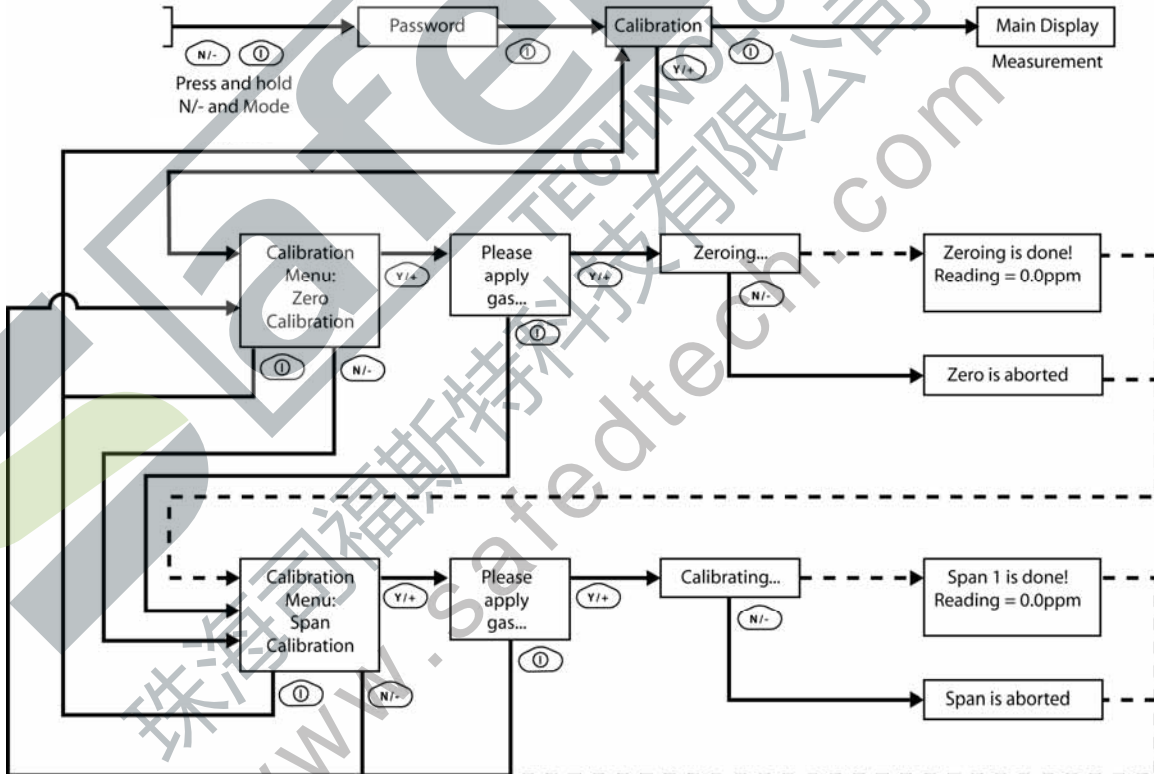 Password
Calibration
Main Display
N/-
Y/+
Measurement
Press and hold
N/- and Mode
Calibration
Menu:
Zero
Calibration
Y/+
Please
apply
gas...
Y/+
Zeroing...
N/-
Zeroing is done!
Reading = 0.0ppm
N/-
Zero is aborted
Calibration
Menu:
Span
Calibration
Y/+
Please
apply
gas...
Y/+
Calibrating...
N/-
Span 1 is done!
Reading = 0.0ppm
N/-
Span is aborted
afe
TECHNO
珠海司福斯特科技有限公司
www.safedtech.com